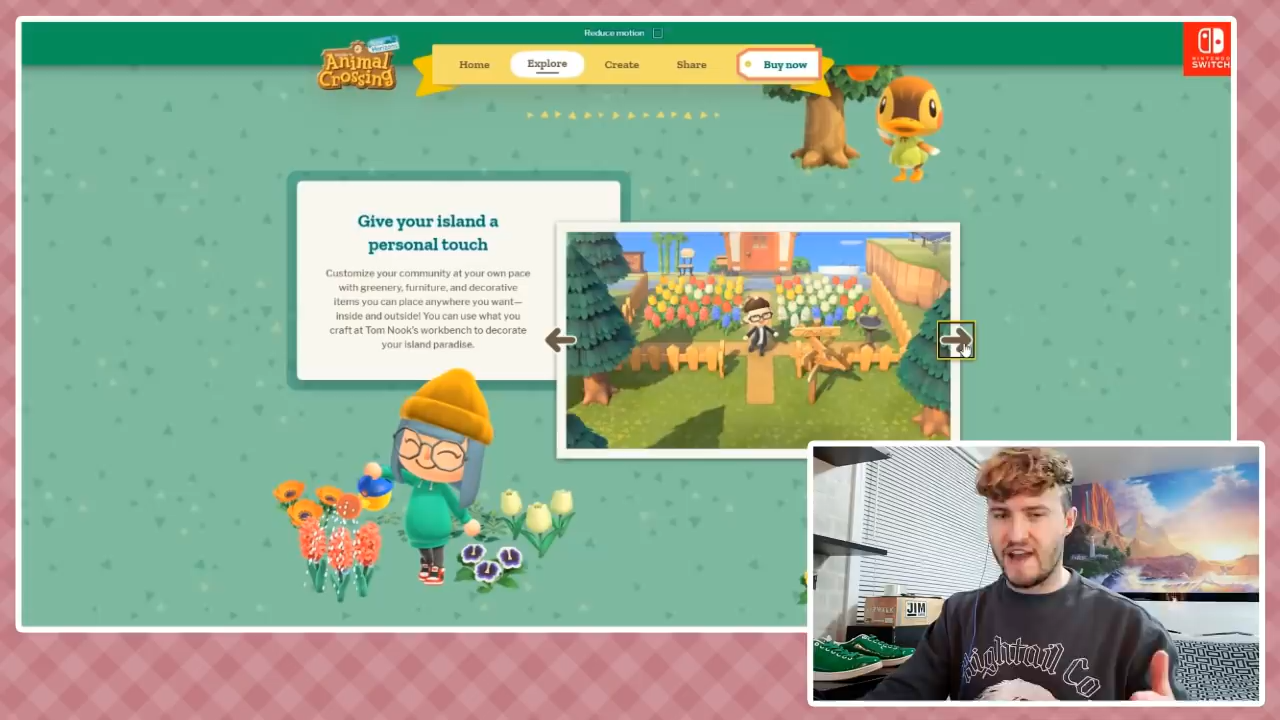 Reduce motion
Animal
Crossing
Home
Explore
Create
Share
Buy now
NINTENDO
SWITCH
Give your island a
personal touch
Customize your community at your own pace
with greenery, furniture, and decorative
items you can place anywhere you want—
inside and outside! You can use what you
craft at Tom Nook's workbench to decorate
your island paradise.
JIM
ightail Co